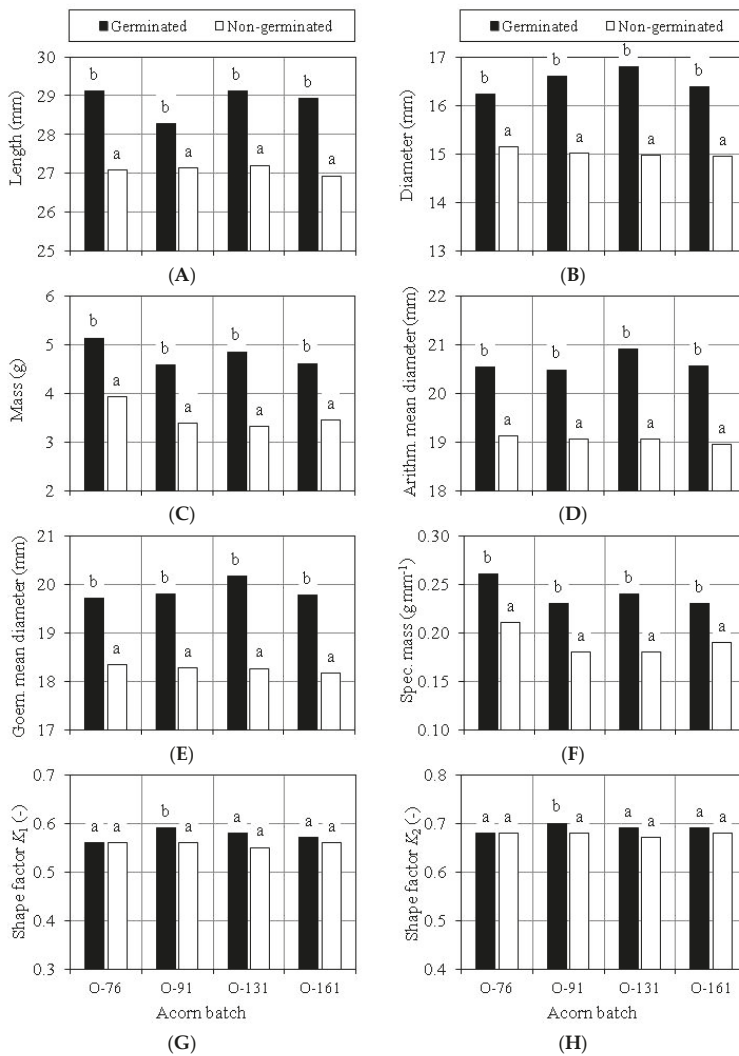 Germinated Non-germinated
Germinated Non-germinated
30
29
28
27
26
25
Length (mm)
b b b b
a a a a
(A)
17
16
15
14
13
Diameter (mm)
b b b b
a a a a
(B)
6
5
4
3
2
Mass (g)
b b b b
a a a a
(C)
22
21
20
19
18
Arithm. mean diameter (mm)
b b b b
a a a a
(D)
21
20
19
18
17
Goem. mean diameter (mm)
b b b b
a a a a
(E)
0.30
0.25
0.20
0.15
0.10
Spec. mass (g mm⁻¹)
b b b b
a a a a
(F)
0.7
0.6
0.5
0.4
0.3
Shape factor K₁ (-)
a a b a a a a a
O-76 O-91 O-131 O-161
Acorn batch
(G)
0.8
0.7
0.6
0.5
0.4
Shape factor K₂ (-)
a a b a a a a a
O-76 O-91 O-131 O-161
Acorn batch
(H)